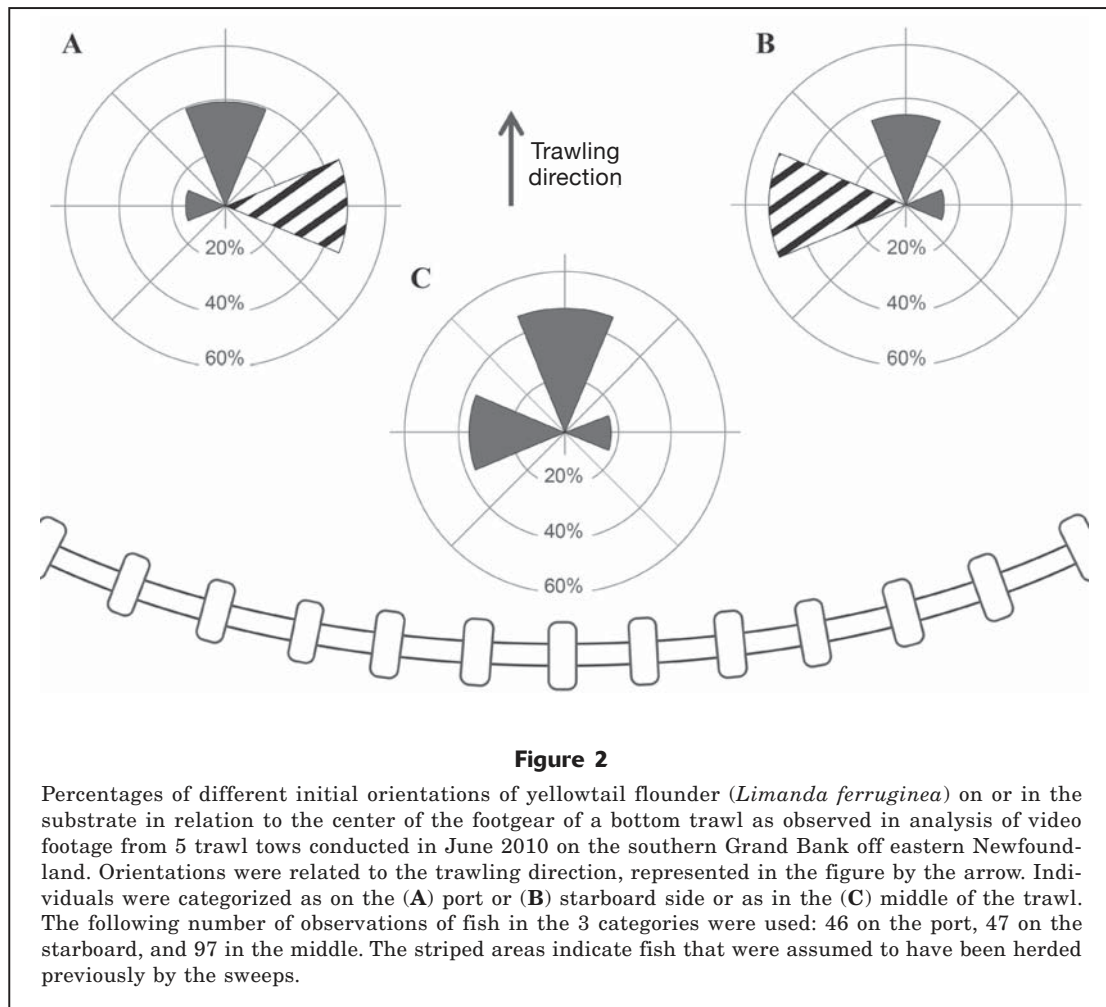 A
B
Trawling
direction
20%
40%
60%
20%
40%
60%
C
20%
40%
60%
Figure 2
Percentages of different initial orientations of yellowtail flounder (Limanda ferruginea) on or in the
substrate in relation to the center of the footgear of a bottom trawl as observed in analysis of video
footage from 5 trawl tows conducted in June 2010 on the southern Grand Bank off eastern Newfound-
land. Orientations were related to the trawling direction, represented in the figure by the arrow. Indi-
viduals were categorized as on the (A) port or (B) starboard side or as in the (C) middle of the trawl.
The following number of observations of fish in the 3 categories were used: 46 on the port, 47 on the
starboard, and 97 in the middle. The striped areas indicate fish that were assumed to have been herded
previously by the sweeps.